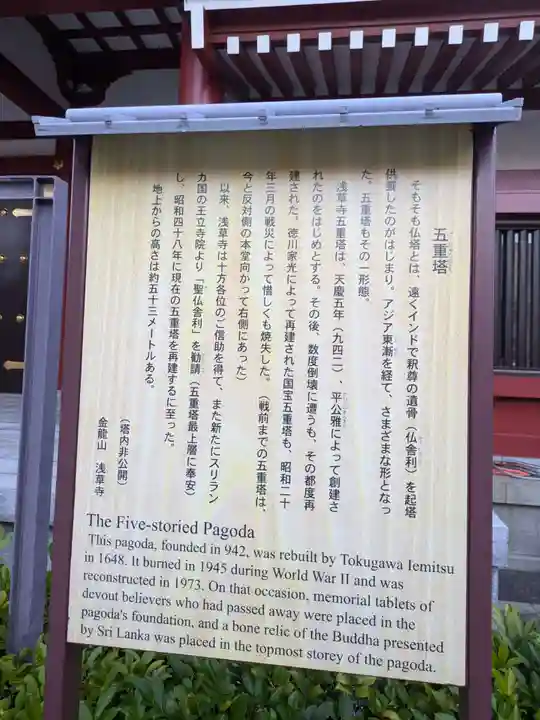 五重塔
そもそも仏塔とは、遠くインドで釈尊の遺骨（仏舎利）を起塔
供養したのがはじまり。アジア東漸を経て、さまざまな形となっ
た。五重塔もその一形態。
浅草寺五重塔は、天慶五年（九四二）、平公雅によって創建さ
れたのをはじめとする。その後、数度倒壊に遭うも、その都度再
建された。徳川家光によって再建された国宝五重塔も、昭和二十
年三月の戦災によって惜しくも焼失した。（戦前までの五重塔は、
今と反対側の本堂向かって右側にあった）
以来、浅草寺は十方各位のご信助を得て、また新たにスリラン
カ国の王立寺院より「聖仏舎利」を勧請（五重塔最上層に奉安）
し、昭和四十八年に現在の五重塔を再建するに至った。
地上からの高さは約五十三メートルある。
（塔内非公開）
金龍山 浅草寺
The Five-storied Pagoda
This pagoda, founded in 942, was rebuilt by Tokugawa Iemitsu
in 1648. It burned in 1945 during World War II and was
reconstructed in 1973. On that occasion, memorial tablets of
devout believers who had passed away were placed in the
pagoda's foundation, and a bone relic of the Buddha presented
by Sri Lanka was placed in the topmost storey of the pagoda.